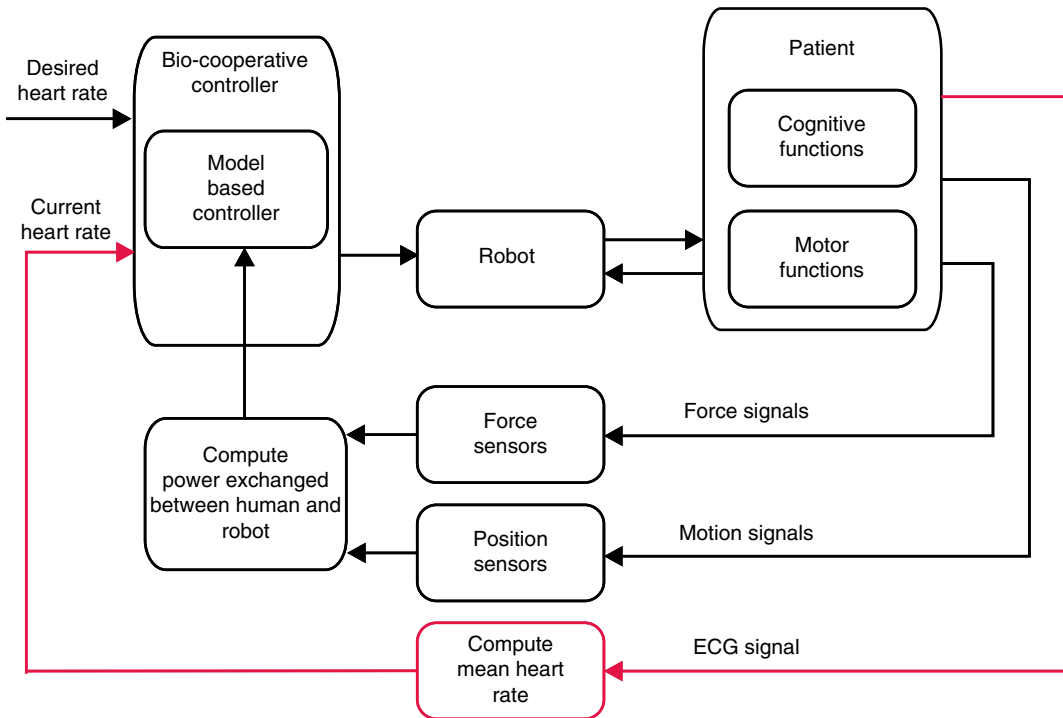 Desired
heart rate
Bio-cooperative
controller
Model
based
controller
Current
heart rate
Robot
Patient
Cognitive
functions
Motor
functions
Force
sensors
Force signals
Compute
power exchanged
between human and
robot
Position
sensors
Motion signals
Compute
mean heart
rate
ECG signal